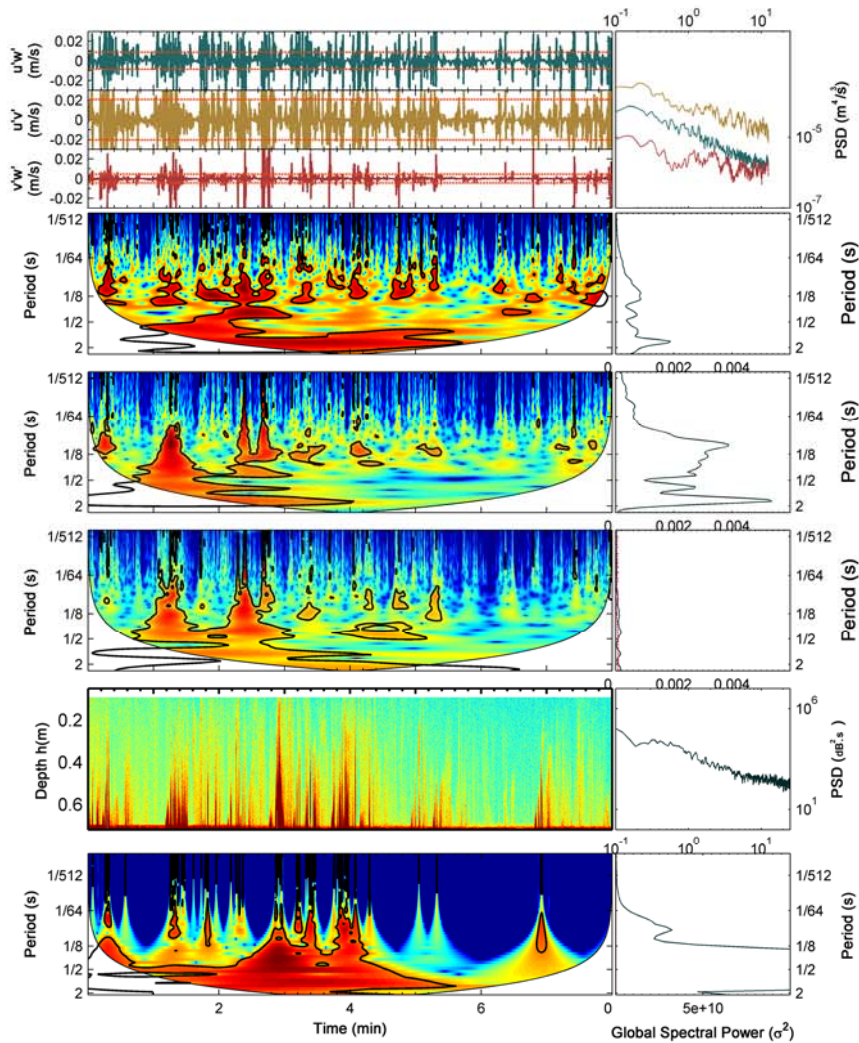 10⁻¹ 10⁰ 10¹
u'w' (m/s) 0.02 0 -0.02
u'v' (m/s) 0.02 0 -0.02
v'w' (m/s) 0.02 0 -0.02
PSD (m⁴/s³) 10⁻⁵ 10⁻⁷
Period (s) 1/512 1/64 1/8 1/2 2
1/512 1/64 1/8 1/2 2 Period (s)
0 0.002 0.004
Period (s) 1/512 1/64 1/8 1/2 2
1/512 1/64 1/8 1/2 2 Period (s)
0 0.002 0.004
Period (s) 1/512 1/64 1/8 1/2 2
1/512 1/64 1/8 1/2 2 Period (s)
0 0.002 0.004
Depth h(m) 0.2 0.4 0.6
10⁶ 10¹ PSD (dB².s)
10⁻¹ 10⁰ 10¹
Period (s) 1/512 1/64 1/8 1/2 2
1/512 1/64 1/8 1/2 2 Period (s)
2 4 6 0 5e+10
Time (min) Global Spectral Power (σ²)